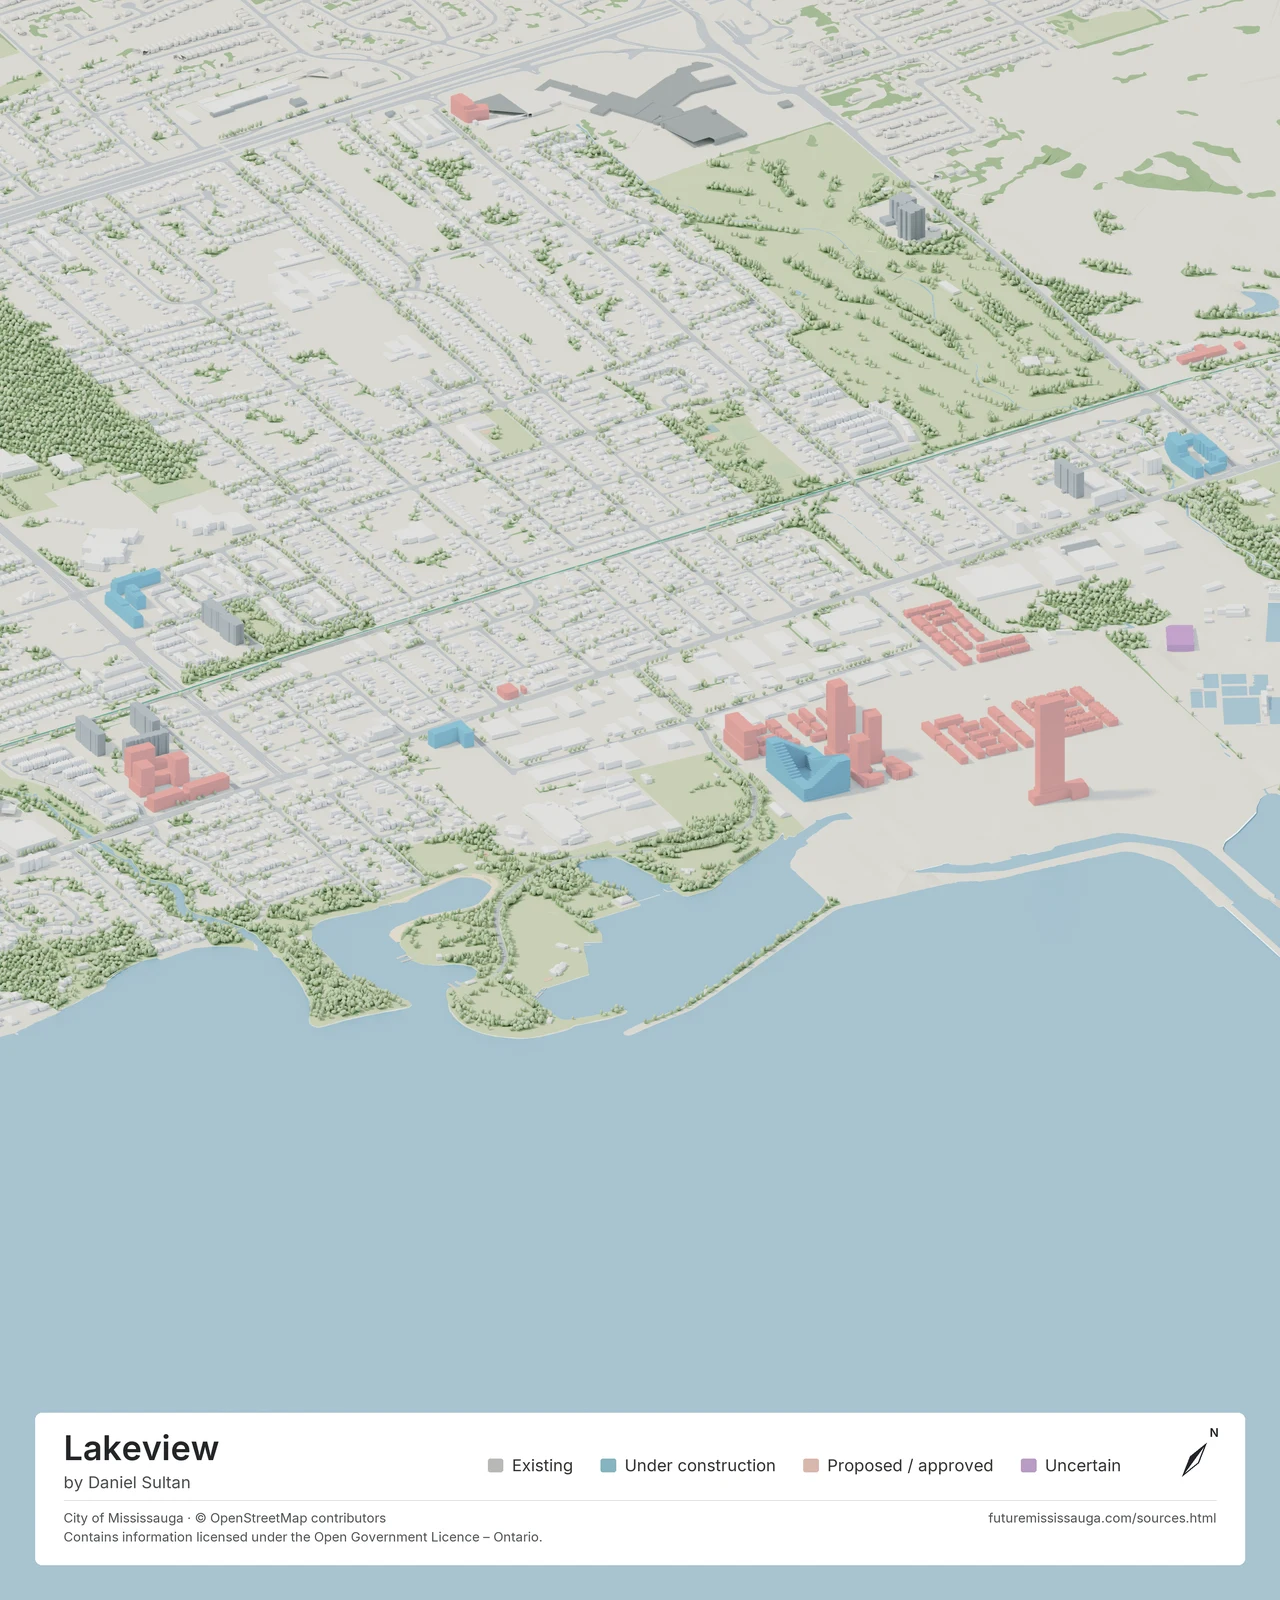 Lakeview
by Daniel Sultan
Existing
Under construction
Proposed / approved
Uncertain
N
City of Mississauga · © OpenStreetMap contributors
Contains information licensed under the Open Government Licence – Ontario.
futuremississauga.com/sources.html